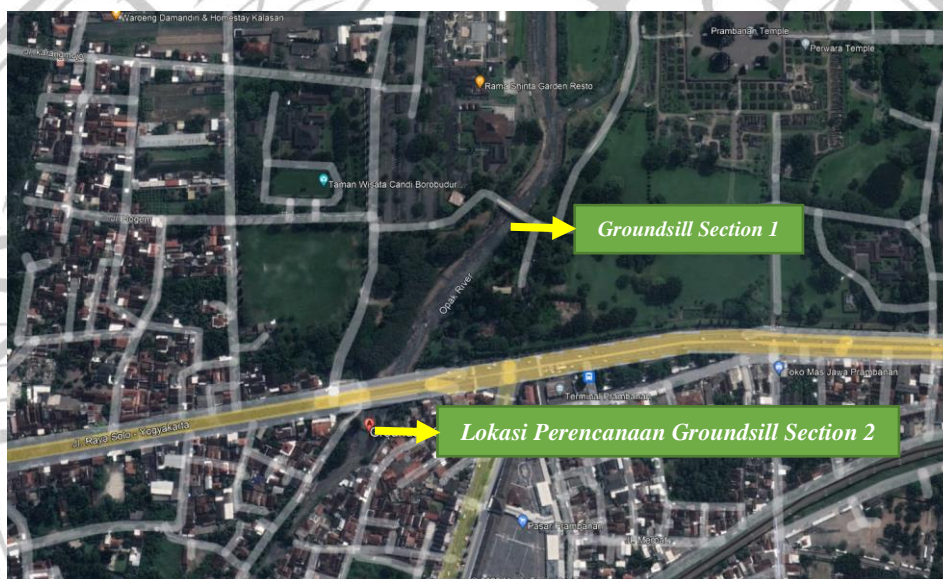 Waroeng Damandiri & Homestay Kalasan
Prambanan Temple
Perwara Temple
Rama Shinta Garden Resto
Taman Wisata Candi Borobudur...
Groundsill Section 1
Opak River
Toko Mas Jawa Prambanan
Terminal Prambanan
Jl. Raya Solo - Yogyakarta
Lokasi Perencanaan Groundsill Section 2
Pasar Prambanan